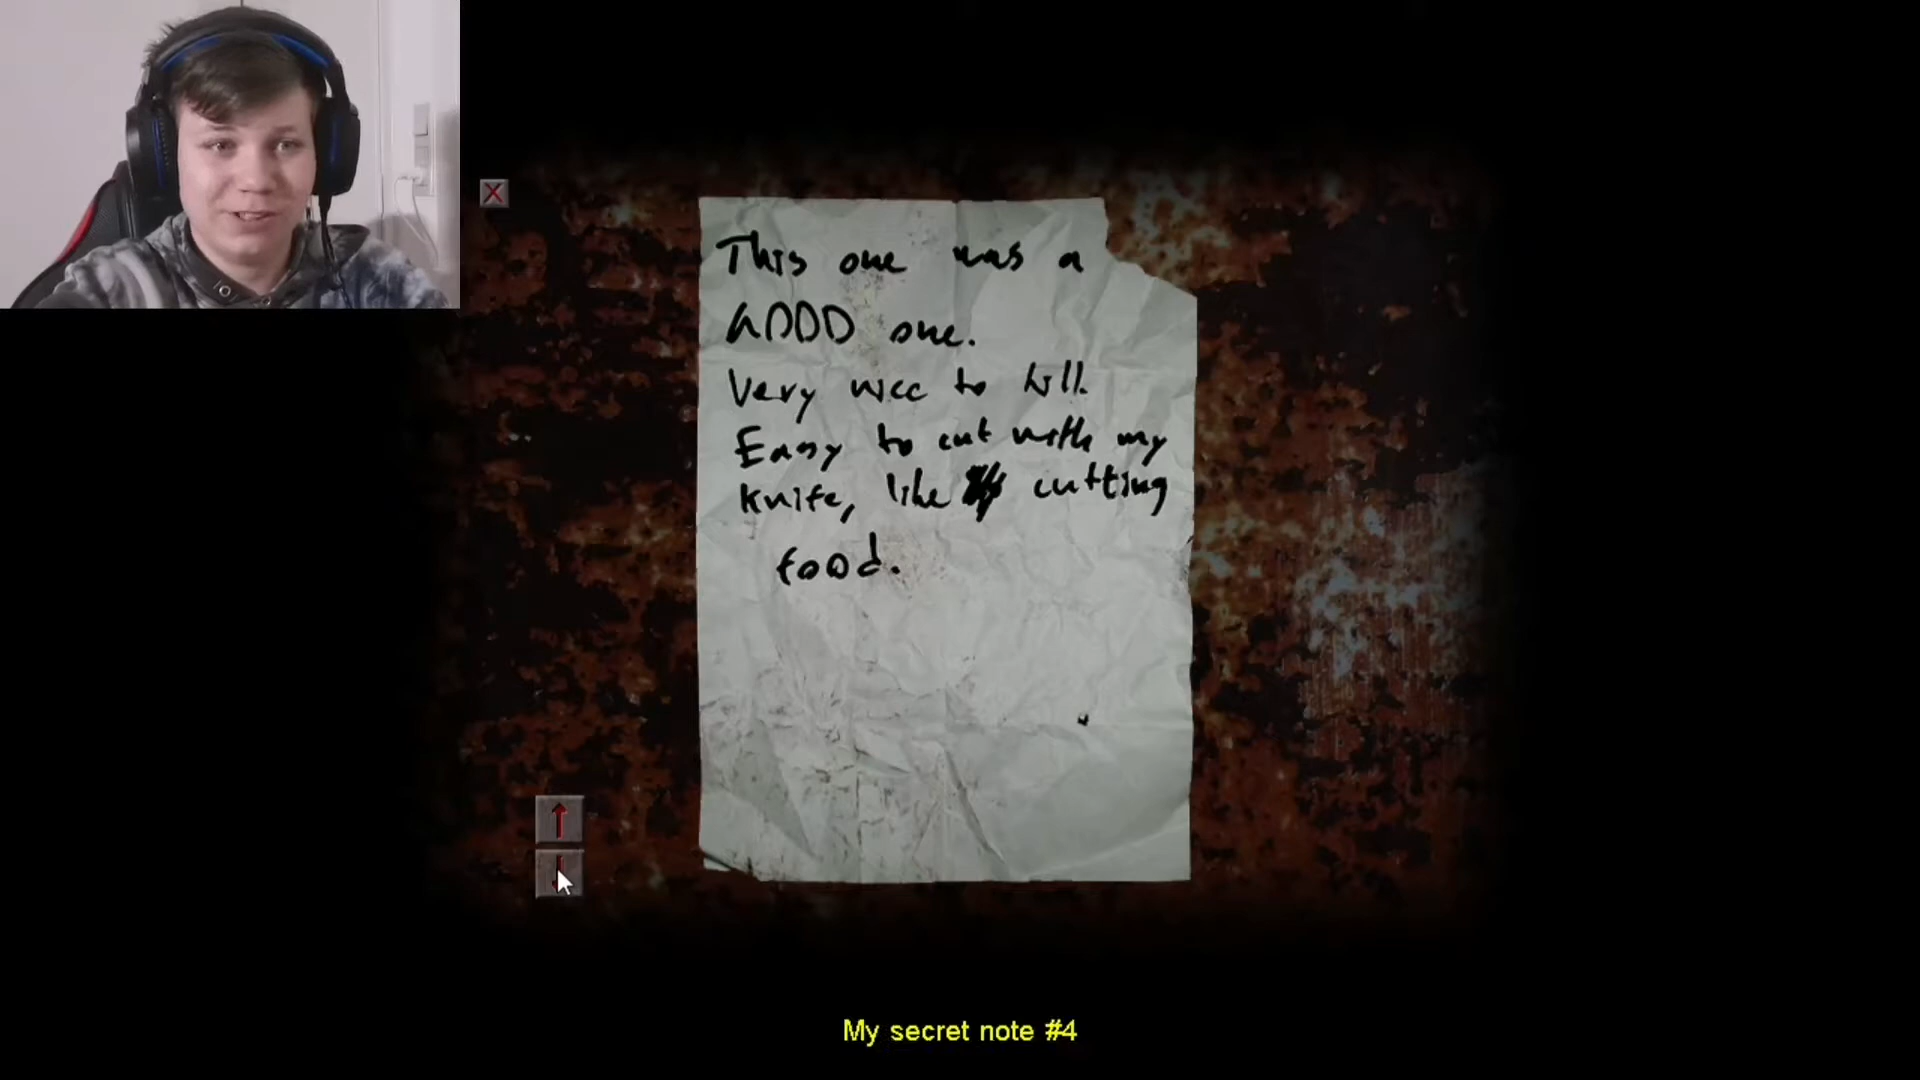 This one was a
GOOD one.
Very nice to kill.
Easy to cut with my
knife, like cutting
food.
My secret note #4